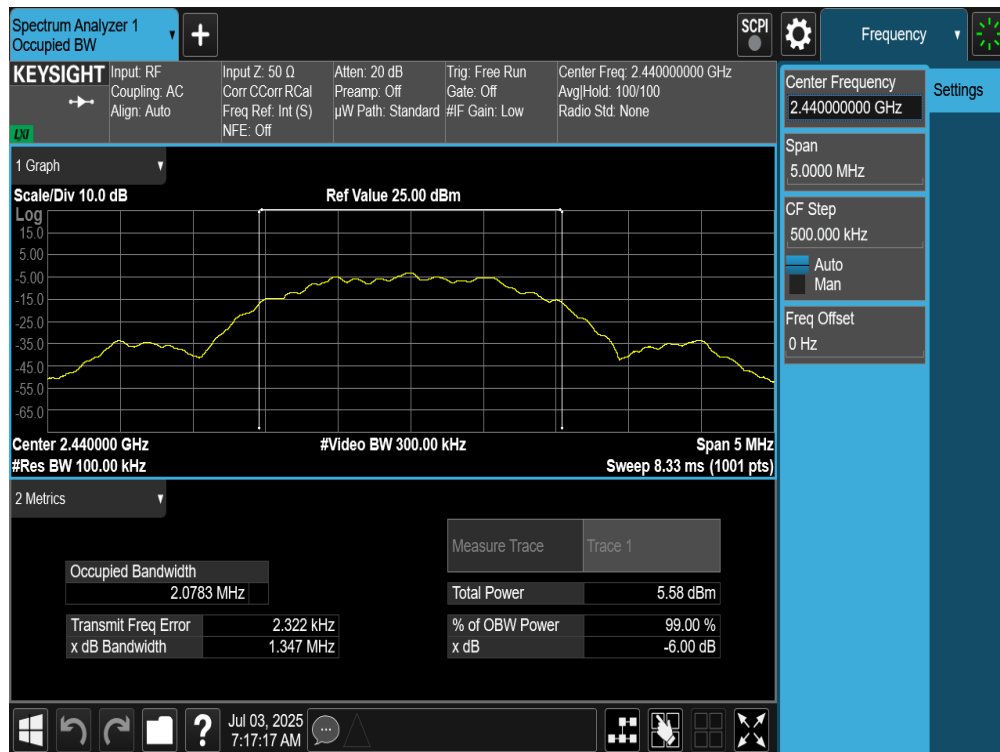 Spectrum Analyzer 1
Occupied BW
+
SCPI
Frequency
KEYSIGHT
LXI
Input: RF
Coupling: AC
Align: Auto
Input Z: 50 Ω
Corr CCorr RCal
Freq Ref: Int (S)
NFE: Off
Atten: 20 dB
Preamp: Off
µW Path: Standard
Trig: Free Run
Gate: Off
#IF Gain: Low
Center Freq: 2.440000000 GHz
Avg|Hold: 100/100
Radio Std: None
Center Frequency
2.440000000 GHz
Settings
Span
5.0000 MHz
CF Step
500.000 kHz
Auto
Man
Freq Offset
0 Hz
1 Graph
Scale/Div 10.0 dB
Ref Value 25.00 dBm
Log
15.0
5.00
-5.00
-15.0
-25.0
-35.0
-45.0
-55.0
-65.0
Center 2.440000 GHz
#Video BW 300.00 kHz
Span 5 MHz
#Res BW 100.00 kHz
Sweep 8.33 ms (1001 pts)
2 Metrics
Measure Trace
Trace 1
Occupied Bandwidth
2.0783 MHz
Total Power
5.58 dBm
Transmit Freq Error
2.322 kHz
% of OBW Power
99.00 %
x dB Bandwidth
1.347 MHz
x dB
-6.00 dB
?
Jul 03, 2025
7:17:17 AM